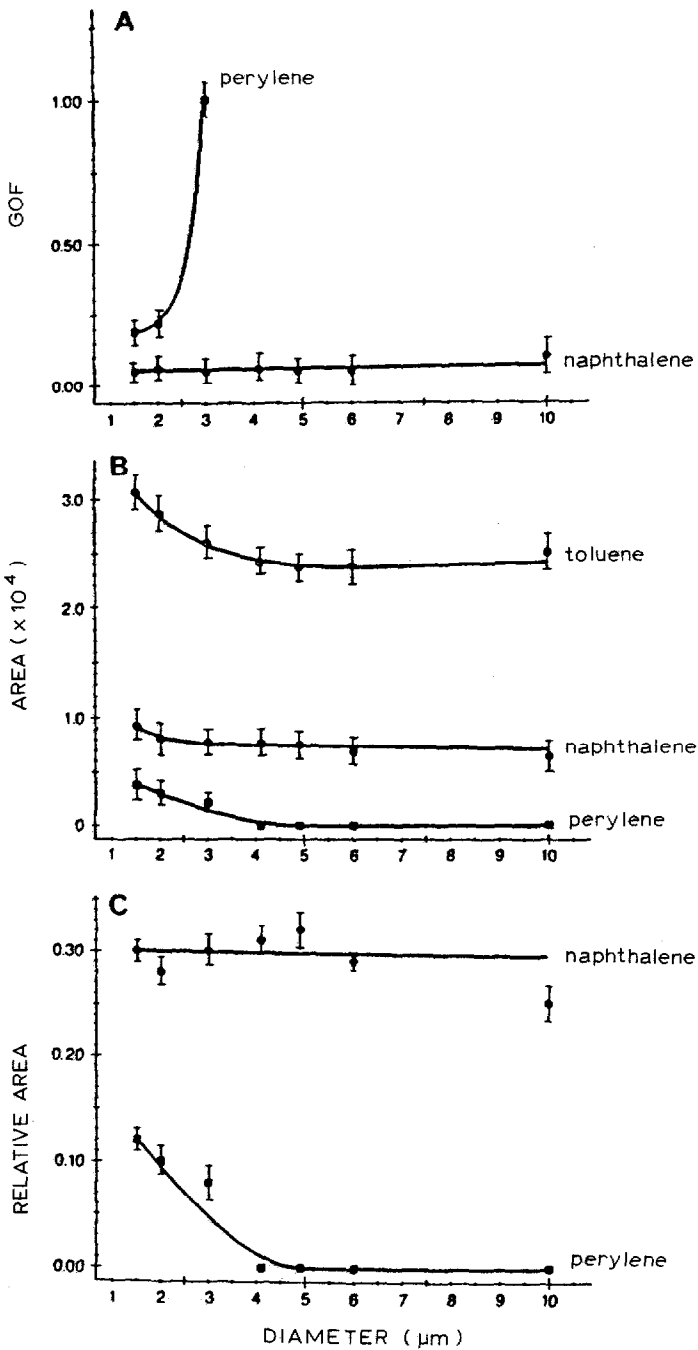 A
perylene
1.00
GOF
0.50
naphthalene
0.00
1 2 3 4 5 6 7 8 9 10
B
3.0
toluene
AREA (x 10⁴)
2.0
1.0
naphthalene
0
perylene
1 2 3 4 5 6 7 8 9 10
C
0.30
naphthalene
0.20
RELATIVE AREA
0.10
0.00
perylene
1 2 3 4 5 6 7 8 9 10
DIAMETER (µm)